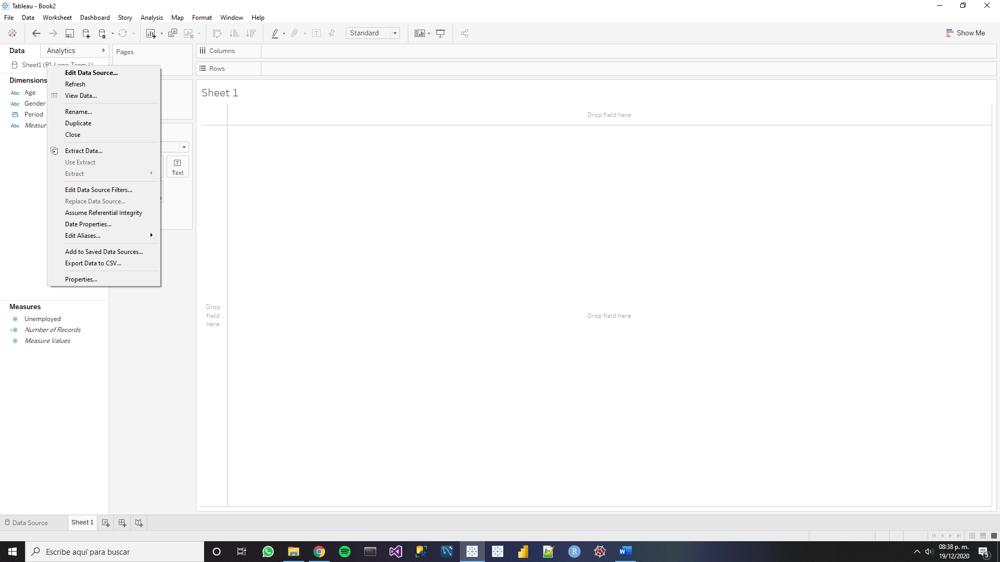 Tableau - Book2
File Data Worksheet Dashboard Story Analysis Map Format Window Help
Standard
Show Me
Data Analytics
Pages
Columns
Rows
Sheet1
Edit Data Source...
Refresh
View Data...
Rename...
Duplicate
Close
Extract Data...
Use Extract
Extract
Edit Data Source Filters...
Replace Data Source...
Assume Referential Integrity
Date Properties...
Edit Aliases...
Add to Saved Data Sources...
Export Data to CSV...
Properties...
Dimensions
Abc Age
Abc Gender
Period
Abc Measur
T
Text
Sheet 1
Drop field here
Drop
field
here
Drop field here
Measures
Unemployed
Number of Records
Measure Values
Data Source Sheet 1
Escribe aquí para buscar
08:38 p. m.
19/12/2020
5